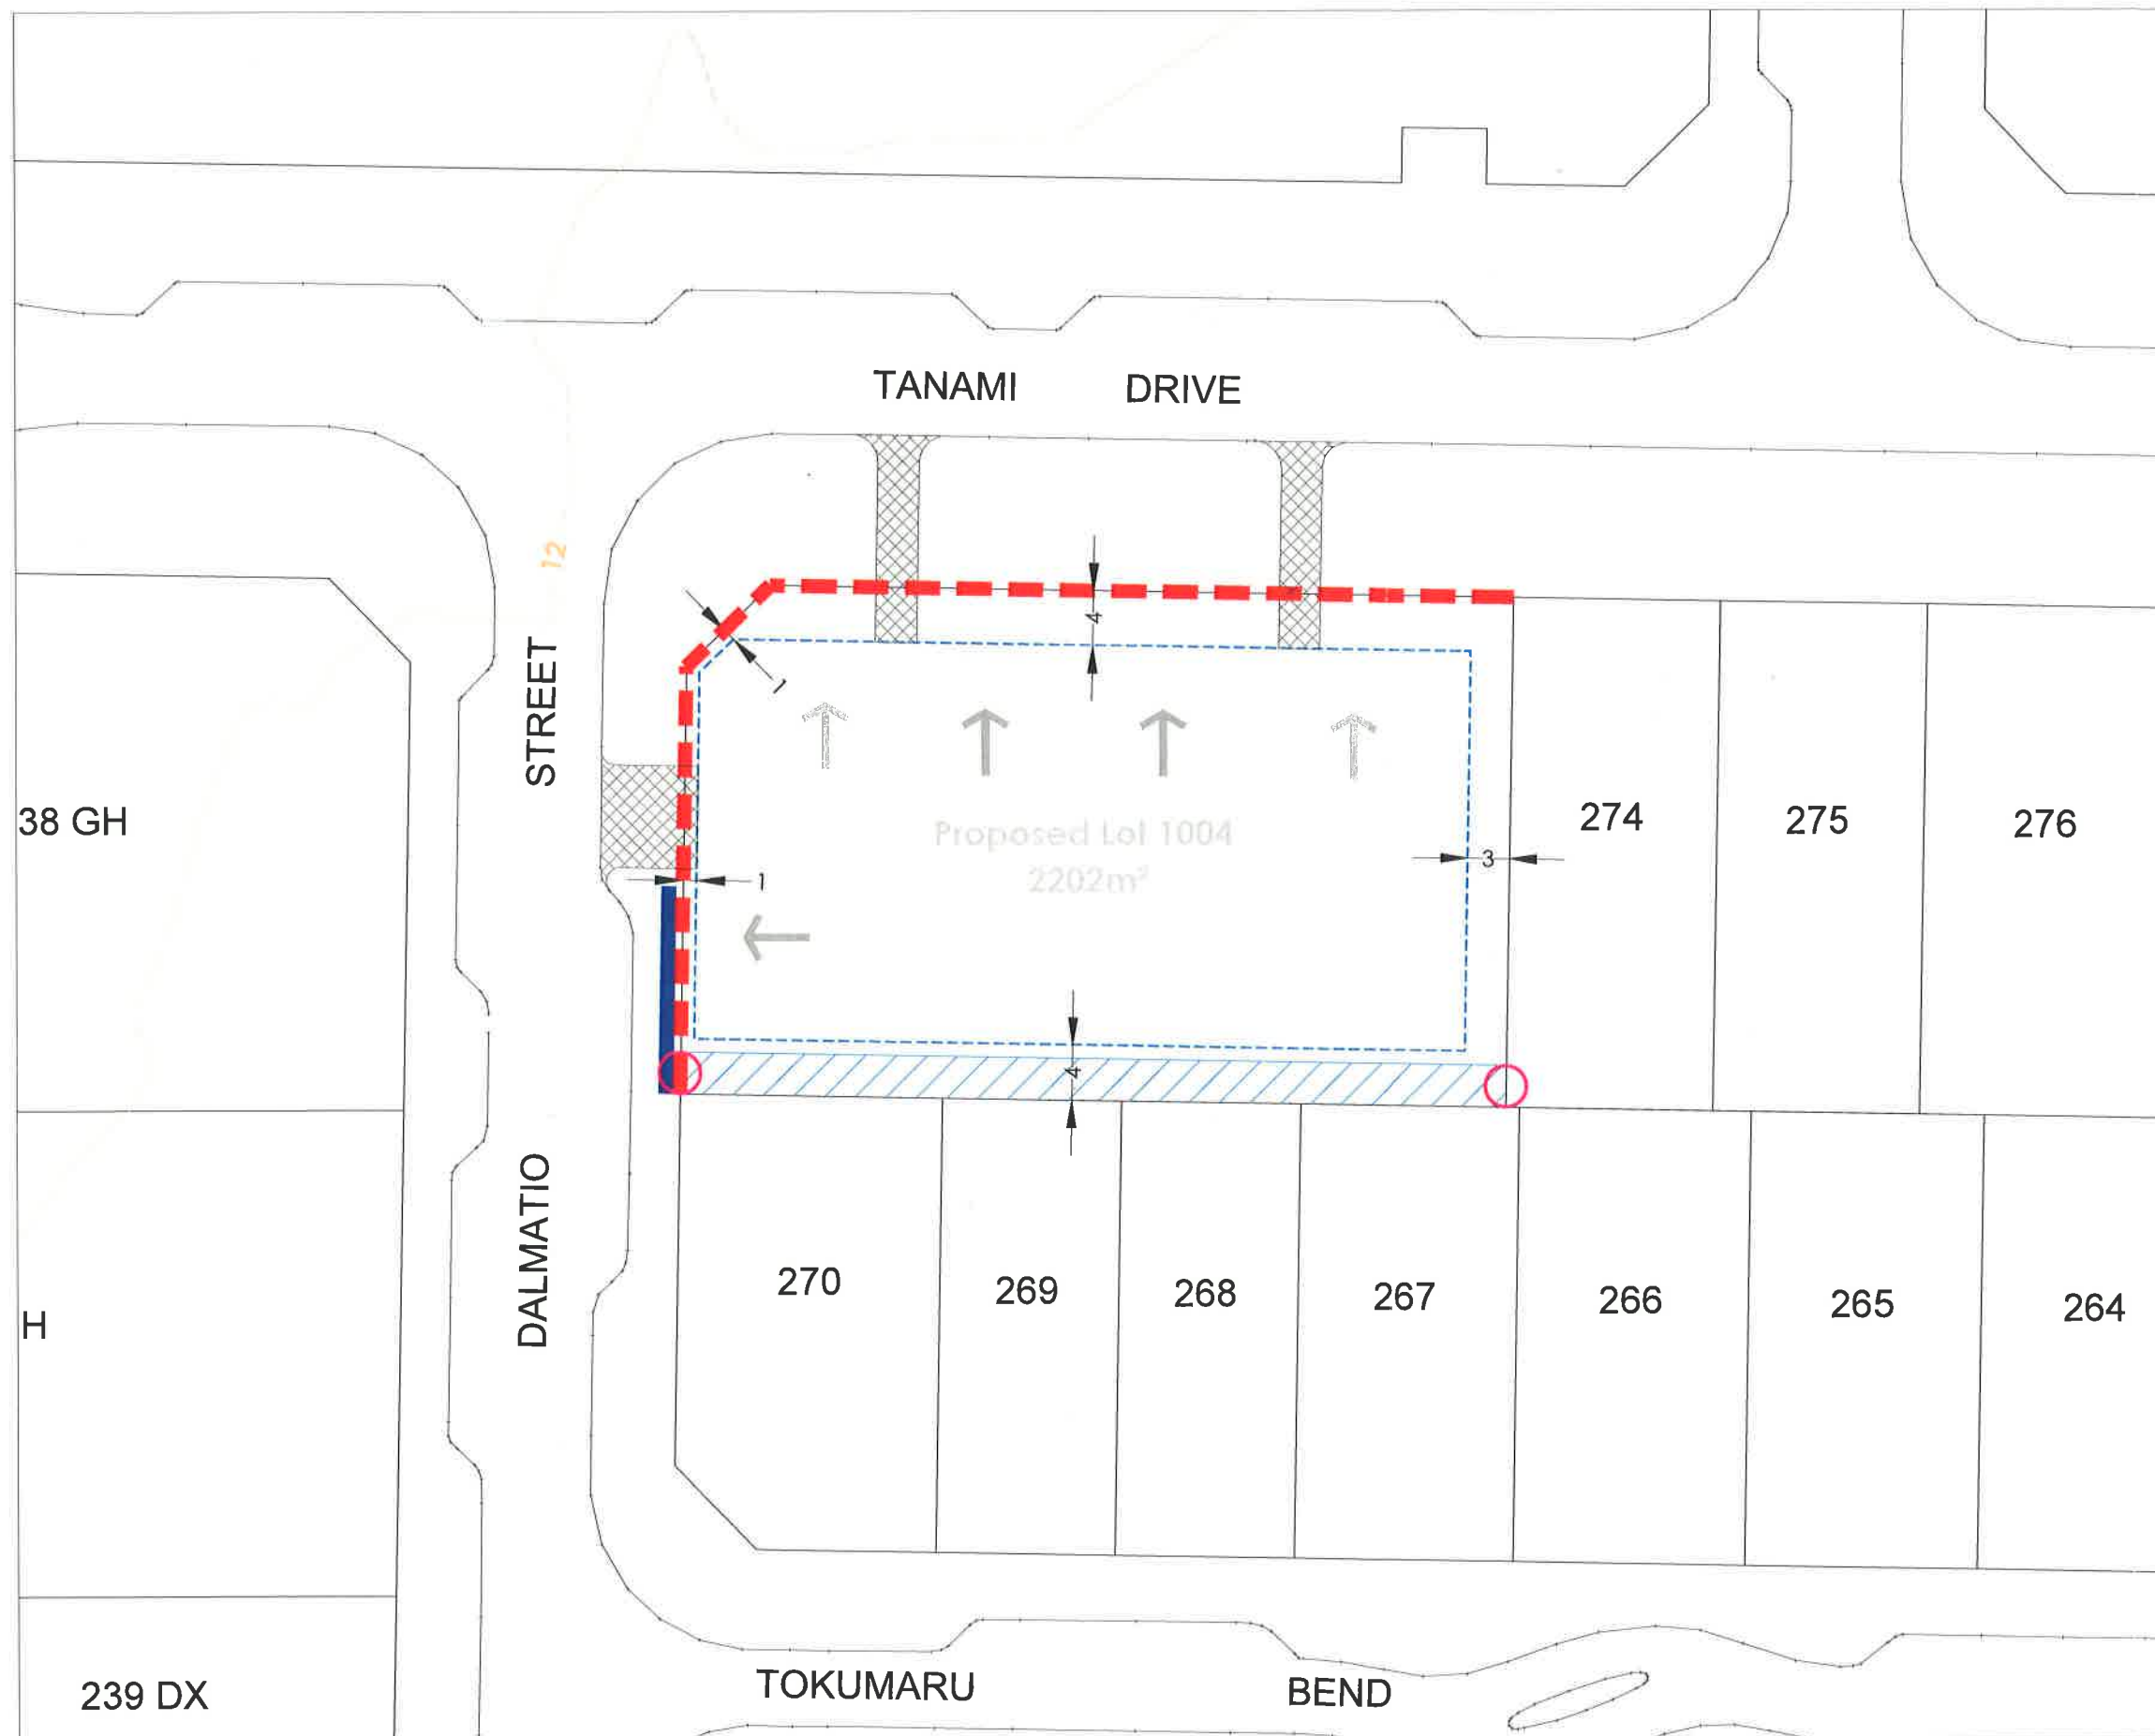 TANAMI DRIVE
12
4
1
STREET
Proposed Lot 1004
2202m²
38 GH
274
275
276
3
1
4
DALMATIO
270
269
268
267
266
265
264
H
239 DX
TOKUMARU BEND